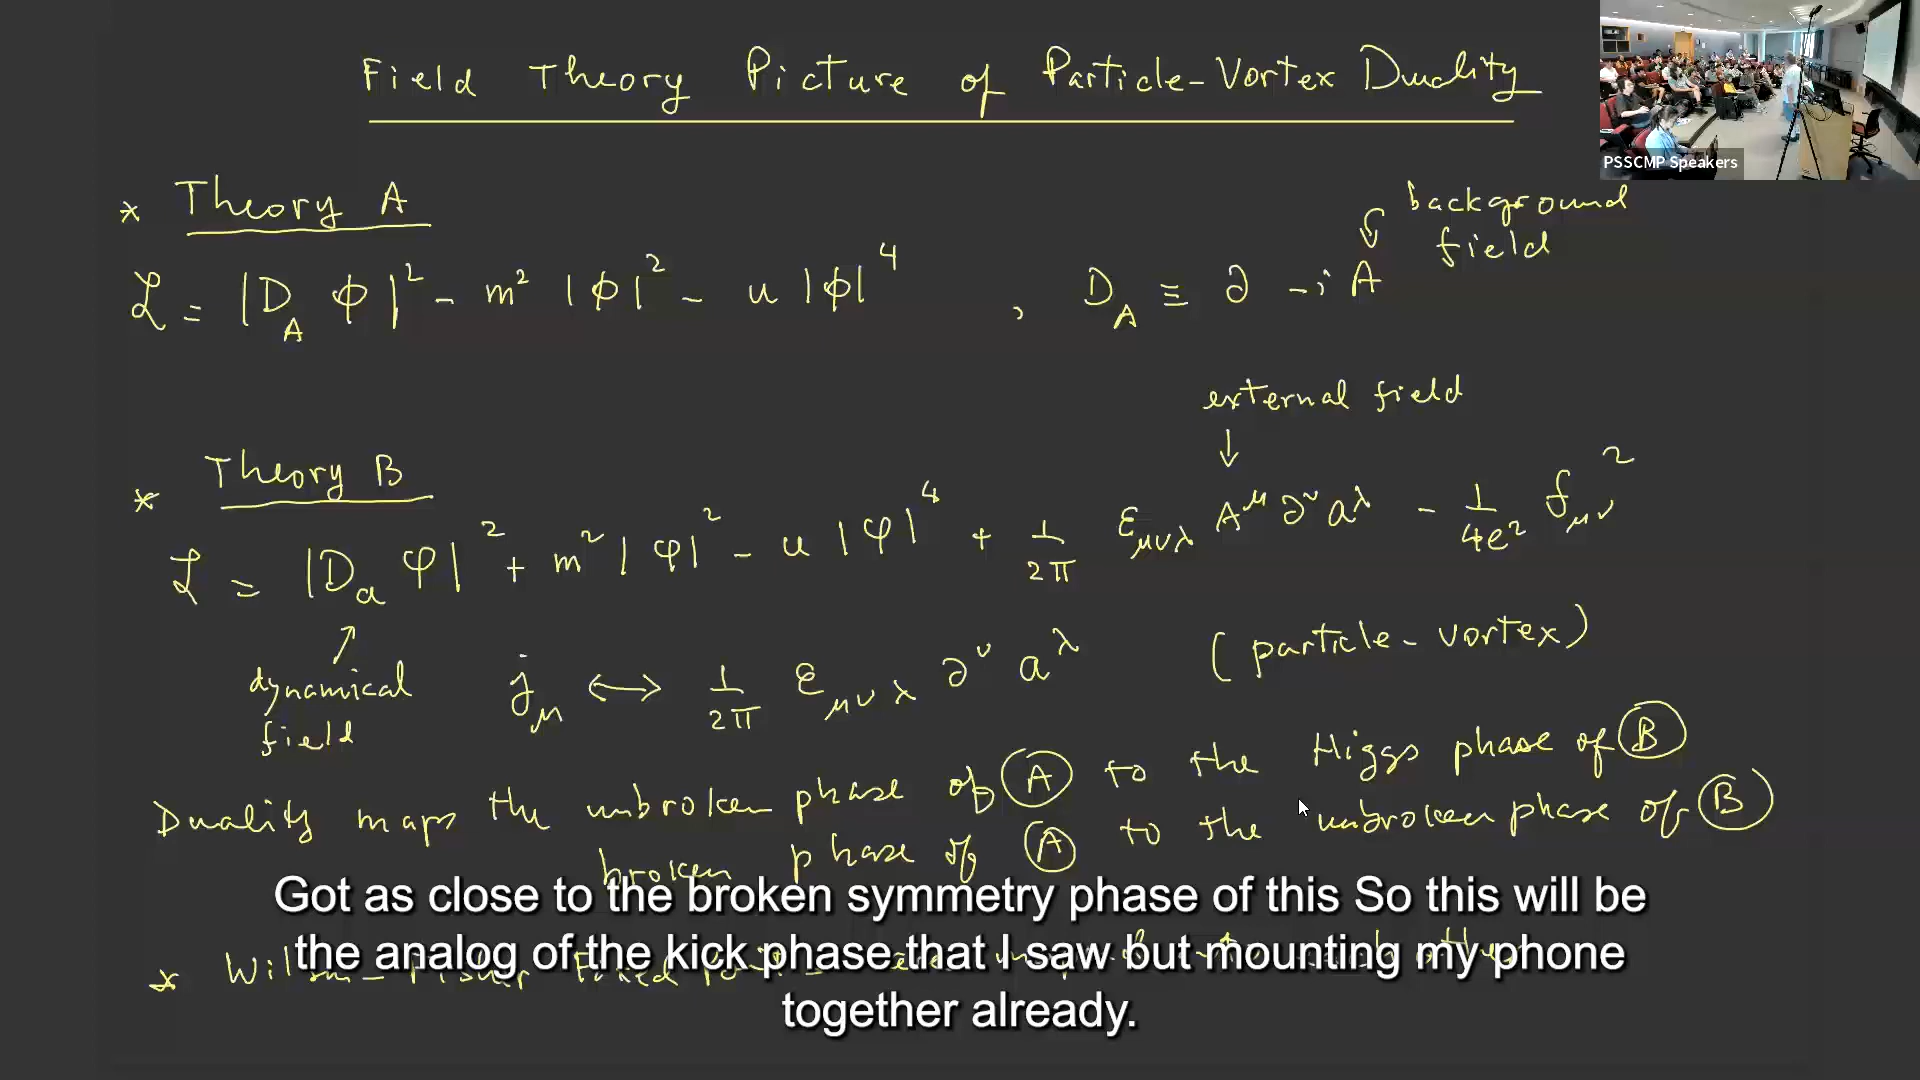 Field Theory Picture of Particle-Vortex Duality
PSSCMP Speakers
* Theory A
background field
ℒ = |D_A ϕ|² - m² |ϕ|² - u |ϕ|⁴ , D_A ≡ ∂ - i A
external field
* Theory B
ℒ = |D_a φ|² + m² |φ|² - u |φ|⁴ + 1/2π ε_μνλ A^μ ∂^ν a^λ - 1/4e² f_μν²
dynamical field
j_μ ↔ 1/2π ε_μνλ ∂^ν a^λ (particle-vortex)
Duality maps the unbroken phase of A to the Higgs phase of B
broken phase of A to the unbroken phase of B
* Wilson-Fisher Fixed
Got as close to the broken symmetry phase of this So this will be
the analog of the kick phase that I saw but mounting my phone
together already.